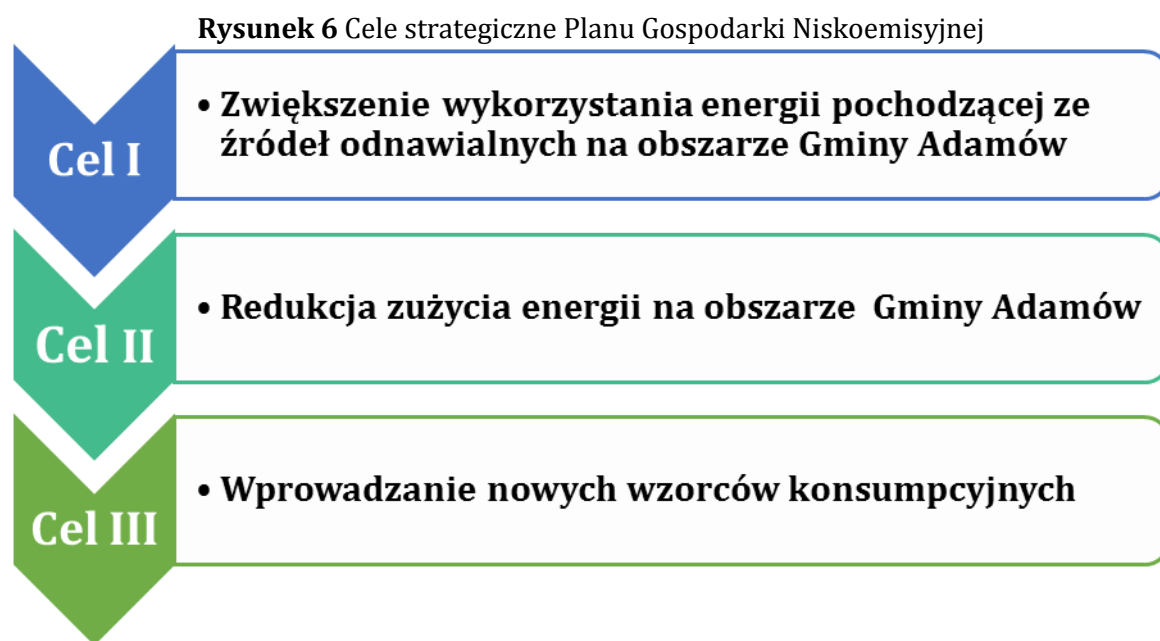 Rysunek 6 Cele strategiczne Planu Gospodarki Niskoemisyjnej
Cel I
• Zwiększenie wykorzystania energii pochodzącej ze
źródeł odnawialnych na obszarze Gminy Adamów
Cel II
• Redukcja zużycia energii na obszarze Gminy Adamów
Cel III
• Wprowadzanie nowych wzorców konsumpcyjnych